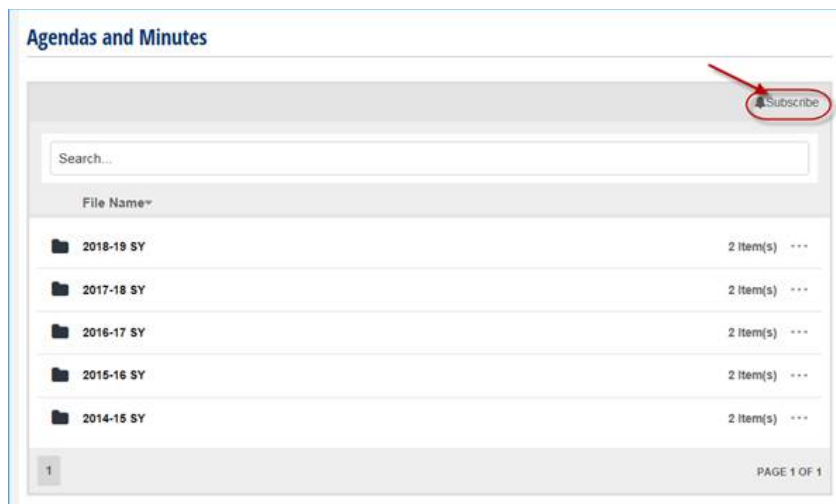 Agendas and Minutes
Subscribe
Search...
File Name
2018-19 SY 2 Item(s) ...
2017-18 SY 2 Item(s) ...
2016-17 SY 2 Item(s) ...
2015-16 SY 2 Item(s) ...
2014-15 SY 2 Item(s) ...
1 PAGE 1 OF 1